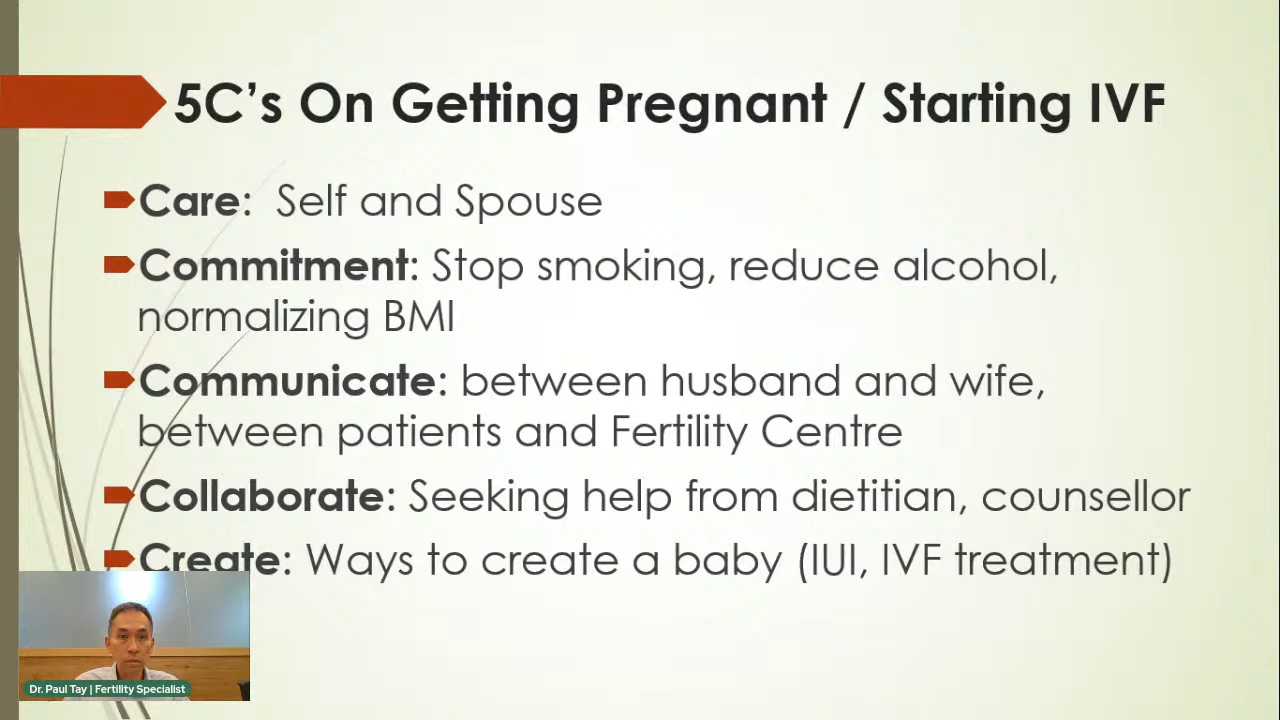 5C's On Getting Pregnant / Starting IVF
Care:  Self and Spouse
Commitment: Stop smoking, reduce alcohol,
normalizing BMI
Communicate: between husband and wife,
between patients and Fertility Centre
Collaborate: Seeking help from dietitian, counsellor
Create: Ways to create a baby (IUI, IVF treatment)
Dr. Paul Tay | Fertility Specialist